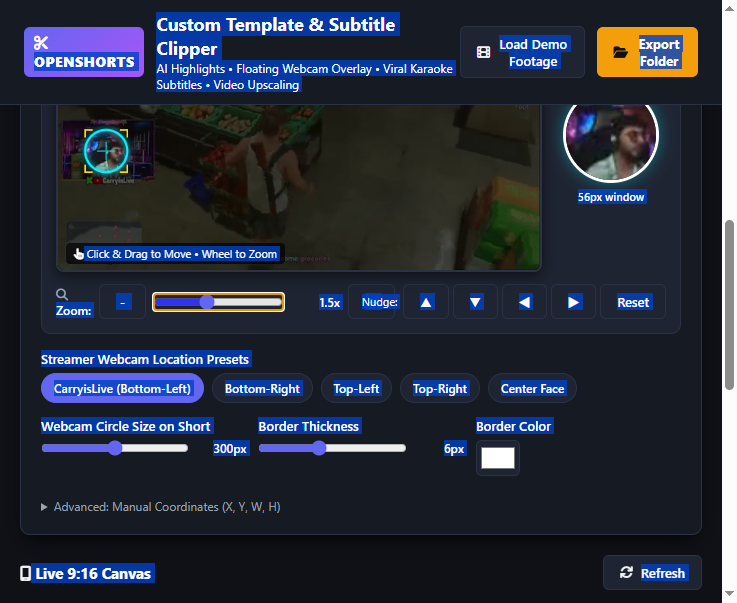 OPENSHORTS
Custom Template & Subtitle
Clipper
AI Highlights • Floating Webcam Overlay • Viral Karaoke
Subtitles • Video Upscaling
Load Demo
Footage
Export
Folder
CarryisLive
Click & Drag to Move • Wheel to Zoom
56px window
Zoom:
-
1.5x
Nudge:
▲
▼
◀
▶
Reset
Streamer Webcam Location Presets
CarryisLive (Bottom-Left)
Bottom-Right
Top-Left
Top-Right
Center Face
Webcam Circle Size on Short
300px
Border Thickness
6px
Border Color
▶ Advanced: Manual Coordinates (X, Y, W, H)
Live 9:16 Canvas
Refresh